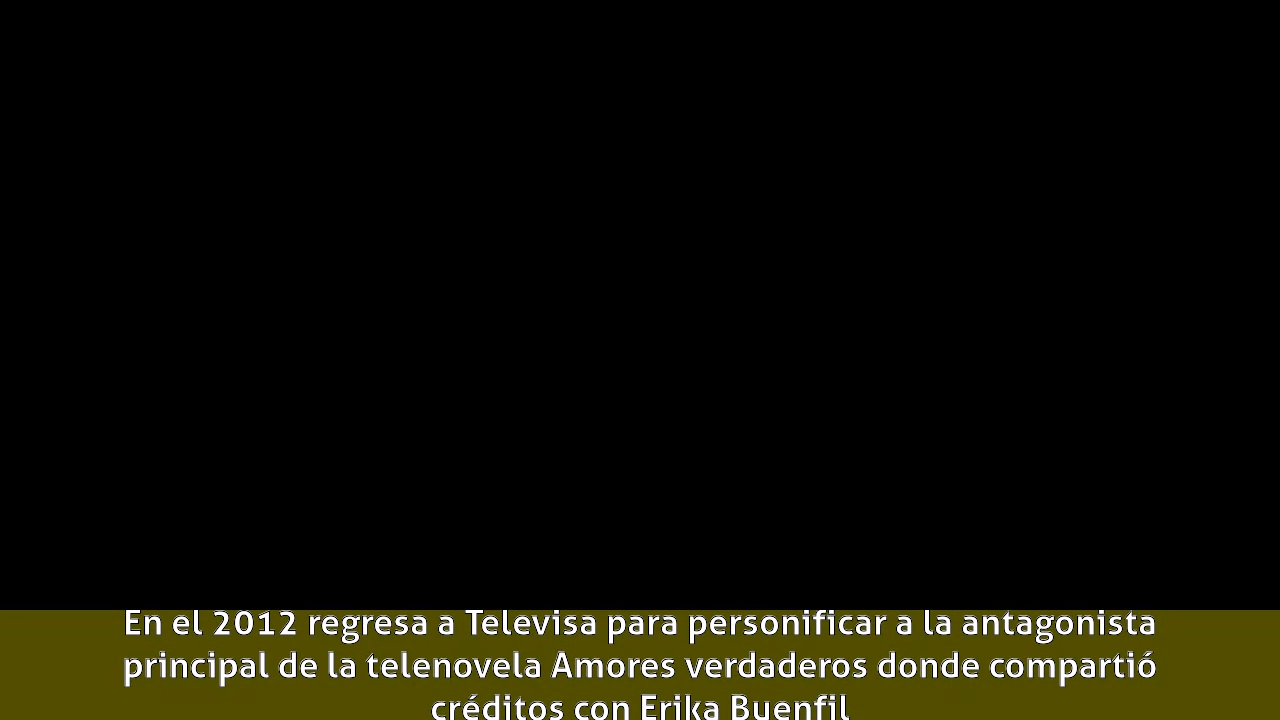 En el 2012 regresa a Televisa para personificar a la antagonista
principal de la telenovela Amores verdaderos donde compartió
créditos con Erika Buenfil